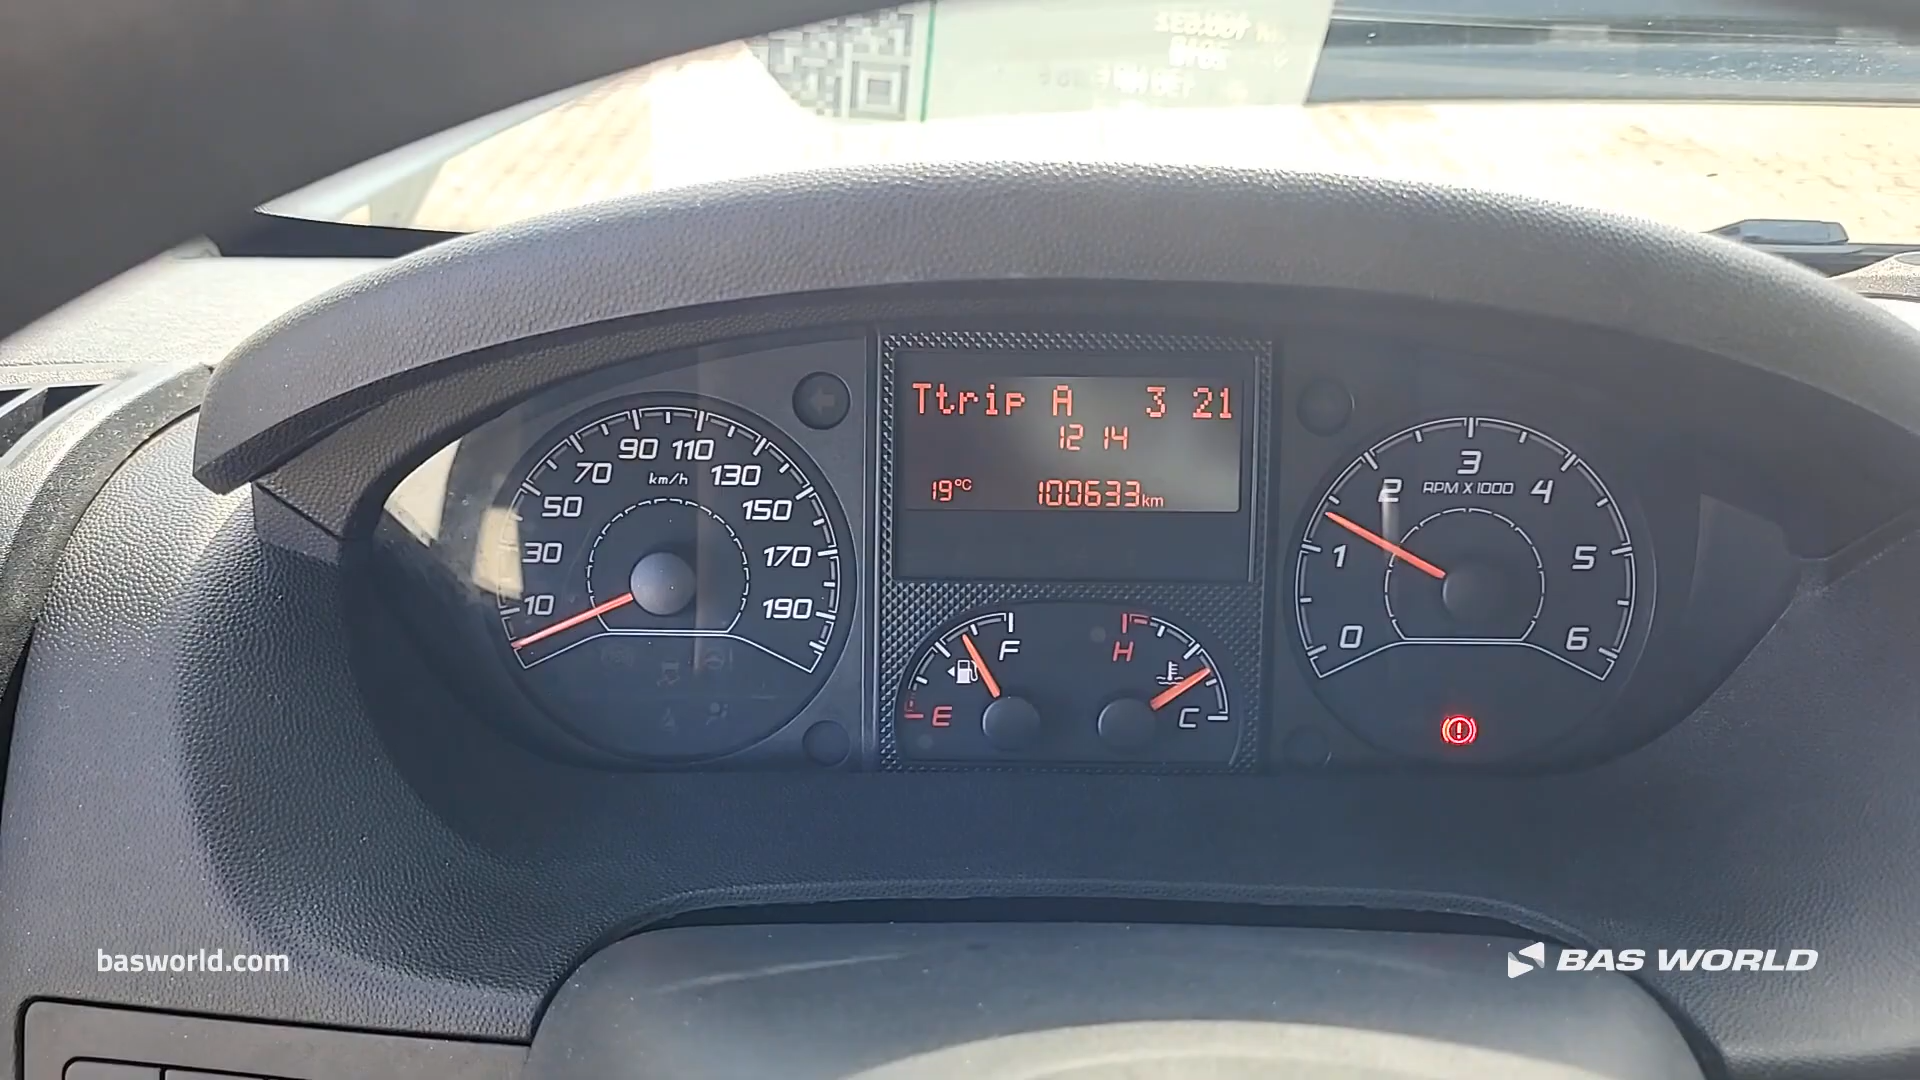 2018
Ttrip A 3 21
12 14
19°C 100633km
10 30 50 70 90 110 130 150 170 190
km/h
0 1 2 3 4 5 6
RPM X 1000
E F
H C
basworld.com
BAS WORLD